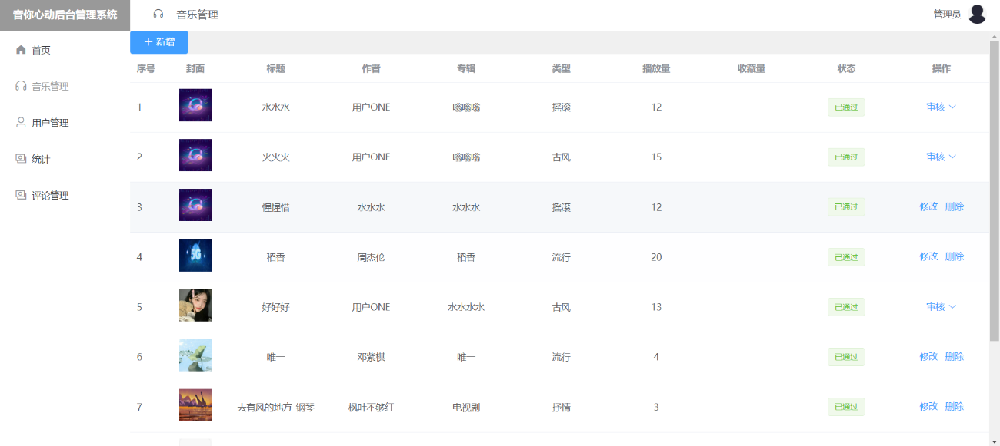 音你心动后台管理系统
音乐管理
管理员
首页
音乐管理
用户管理
统计
评论管理
+ 新增
序号 封面 标题 作者 专辑 类型 播放量 收藏量 状态 操作
1 水水水 用户ONE 嗡嗡嗡 摇滚 12 已通过 审核
2 火火火 用户ONE 嗡嗡嗡 古风 15 已通过 审核
3 惺惺惜 水水水 水水水 摇滚 12 已通过 修改 删除
4 5G 稻香 周杰伦 稻香 流行 20 已通过 修改 删除
5 好好好 用户ONE 水水水水 古风 13 已通过 审核
6 唯一 邓紫棋 唯一 流行 4 已通过 修改 删除
7 去有风的地方-钢琴 枫叶不够红 电视剧 抒情 3 已通过 修改 删除